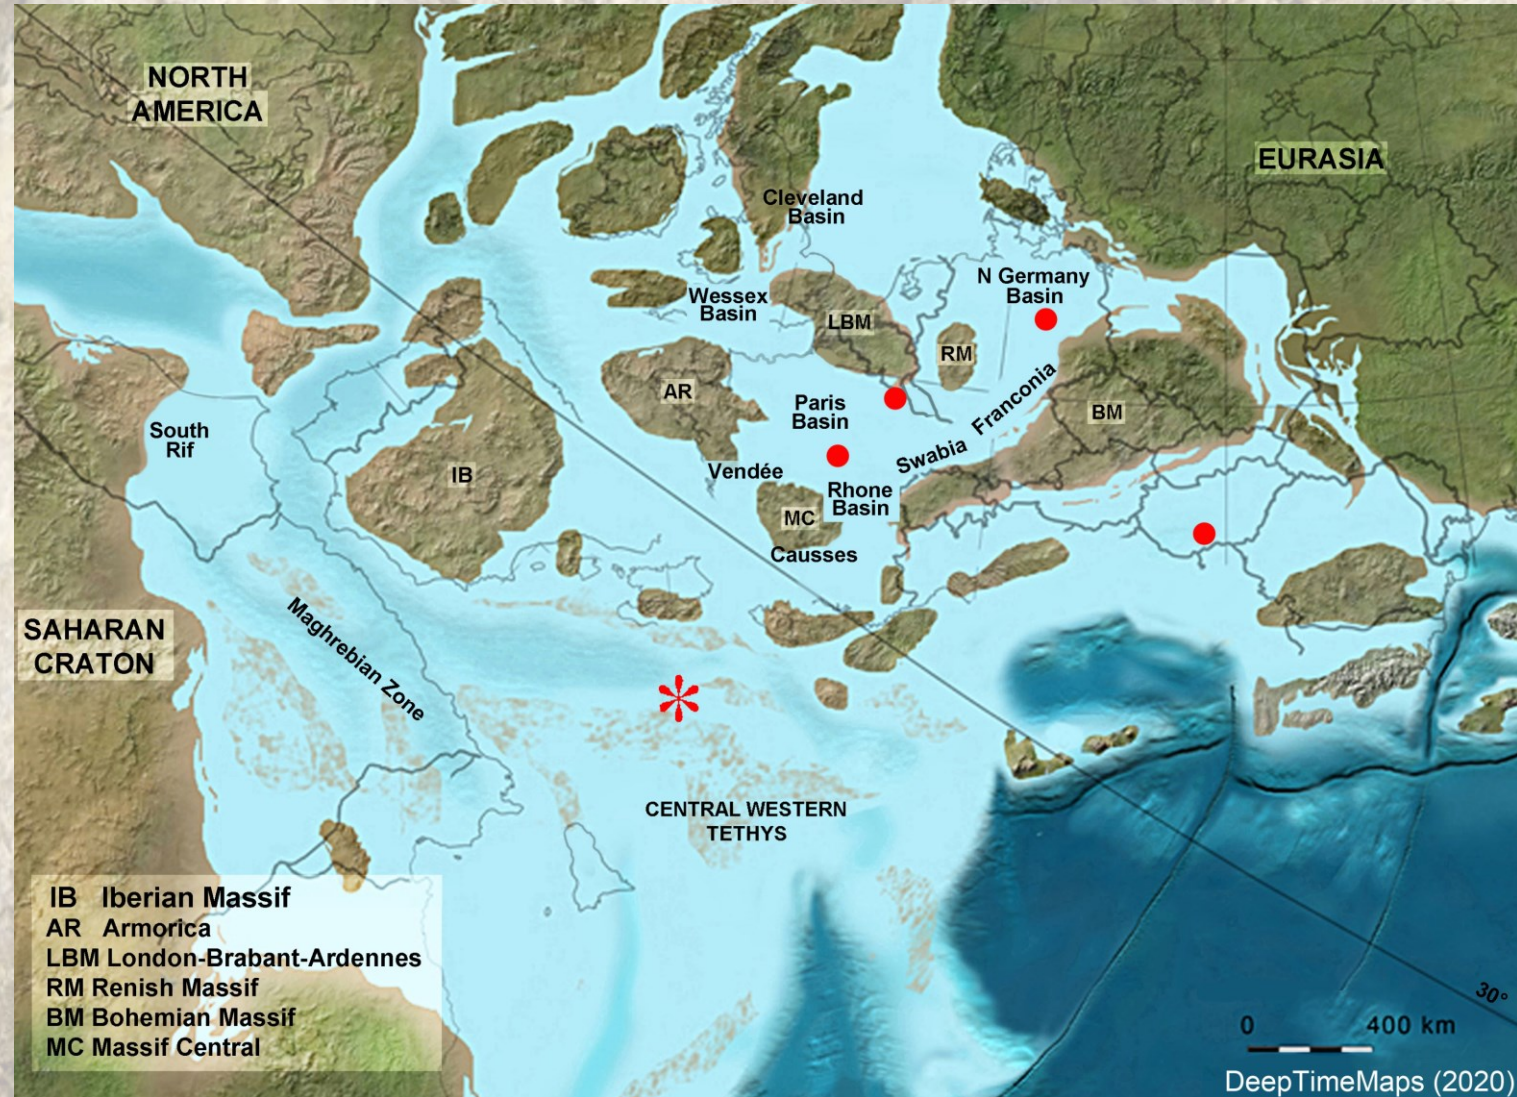 NORTH
AMERICA
EURASIA
Cleveland
Basin
N Germany
Basin
Wessex
Basin
LBM
RM
AR
Paris
Basin
Swabia Franconia
BM
South
Rif
IB
Vendée
Rhone
Basin
MC
Causses
Maghrebian Zone
SAHARAN
CRATON
CENTRAL WESTERN
TETHYS
IB Iberian Massif
AR Armorica
LBM London-Brabant-Ardennes
RM Renish Massif
BM Bohemian Massif
MC Massif Central
30°
0 400 km
DeepTimeMaps (2020)